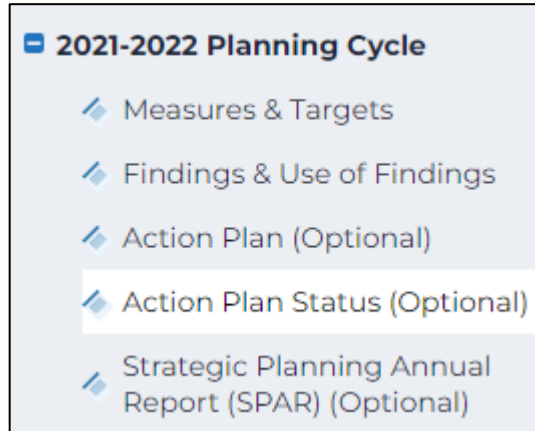 2021-2022 Planning Cycle
Measures & Targets
Findings & Use of Findings
Action Plan (Optional)
Action Plan Status (Optional)
Strategic Planning Annual
Report (SPAR) (Optional)